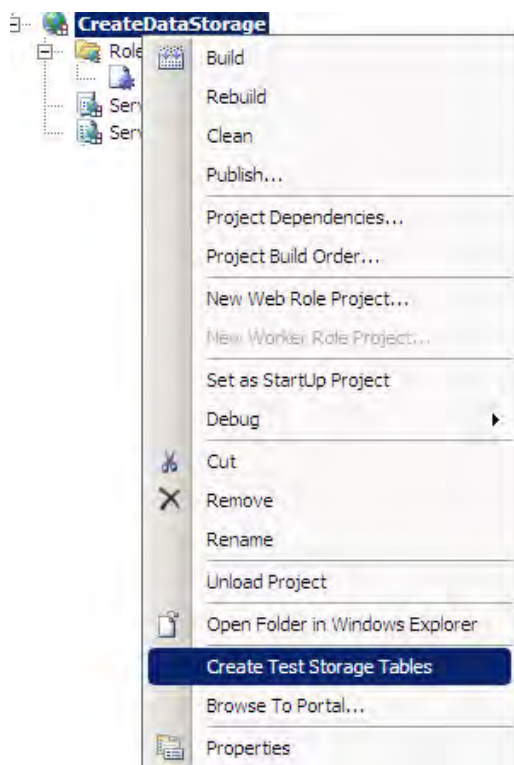 CreateDataStorage
Role
Serv
Serv
Build
Rebuild
Clean
Publish...
Project Dependencies...
Project Build Order...
New Web Role Project...
New Worker Role Project...
Set as StartUp Project
Debug
Cut
Remove
Rename
Unload Project
Open Folder in Windows Explorer
Create Test Storage Tables
Browse To Portal...
Properties